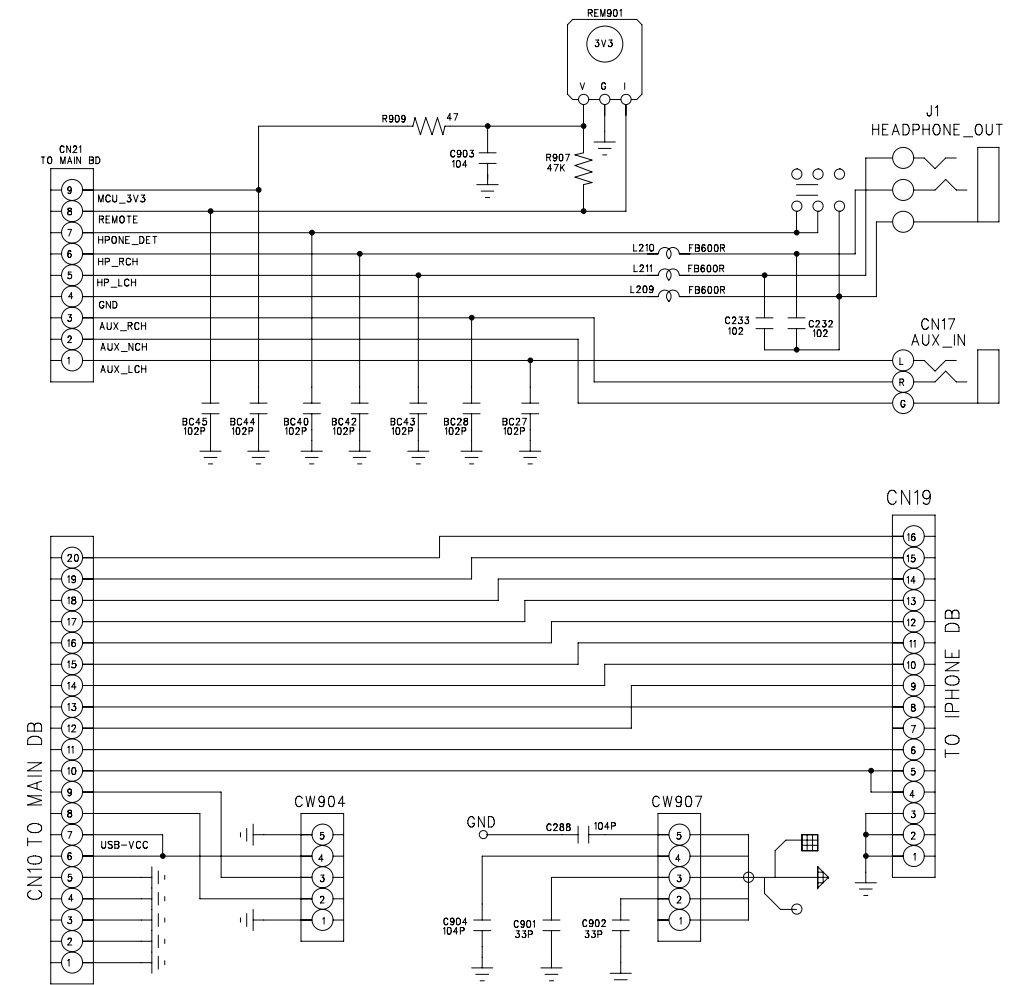 REM901
3V3
V G I
R909 47
J1
HEADPHONE_OUT
CN21
TO MAIN BD
C903
104
R907
47K
9
MCU_3V3
8
REMOTE
7
HPONE_DET
6
HP_RCH
5
HP_LCH
4
GND
3
AUX_RCH
2
AUX_NCH
1
AUX_LCH
L210 FB600R
L211 FB600R
L209 FB600R
C233
102
C232
102
CN17
AUX_IN
L
R
G
BC45
102P
BC44
102P
BC40
102P
BC42
102P
BC43
102P
BC28
102P
BC27
102P
CN19
16
15
14
13
12
11
10
9
8
7
6
5
4
3
2
1
TO IPHONE DB
20
19
18
17
16
15
14
13
12
11
10
9
8
7
6
5
4
3
2
1
CN10 TO MAIN DB
USB-VCC
CW904
5
4
3
2
1
GND
C288 104P
CW907
5
4
3
2
1
C904
104P
C901
33P
C902
33P